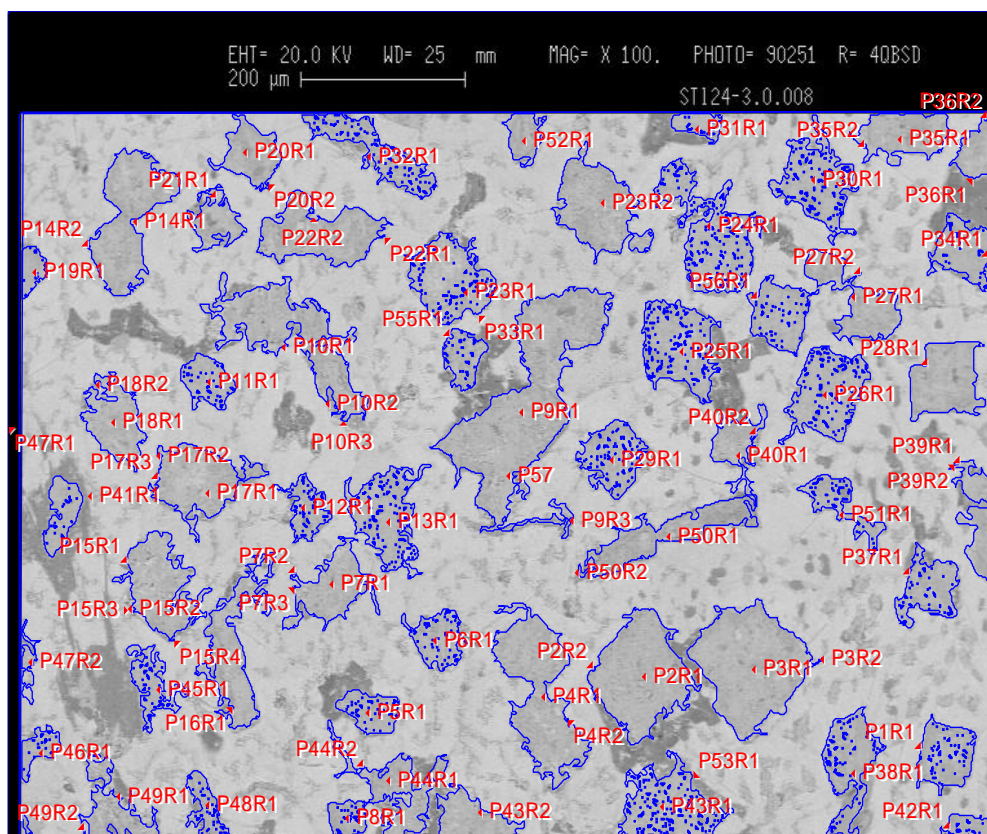 EHT= 20.0 KV WD= 25 mm MAG= X 100. PHOTO= 90251 R= 4QBSD
200 µm
ST124-3.0.008
P36R2
P31R1
P35R2
P35R1
P52R1
P20R1
P32R1
P21R1
P30R1
P36R1
P20R2
P23R2
P14R2
P14R1
P24R1
P22R2
P34R1
P22R1
P27R2
P19R1
P56R1
P23R1
P27R1
P55R1
P33R1
P10R1
P25R1
P28R1
P18R2
P11R1
P26R1
P10R2
P9R1
P40R2
P18R1
P10R3
P47R1
P39R1
P17R3
P17R2
P40R1
P29R1
P57
P39R2
P41R1
P17R1
P12R1
P13R1
P9R3
P51R1
P15R1
P50R1
P7R2
P37R1
P50R2
P7R1
P7R3
P15R3
P15R2
P6R1
P15R4
P2R2
P47R2
P3R2
P3R1
P2R1
P45R1
P4R1
P16R1
P5R1
P4R2
P1R1
P44R2
P46R1
P53R1
P38R1
P44R1
P49R1
P48R1
P43R2
P43R1
P49R2
P8R1
P42R1